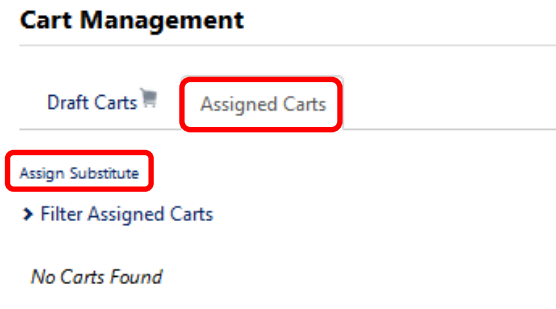 Cart Management
Draft Carts Assigned Carts
Assign Substitute
Filter Assigned Carts
No Carts Found